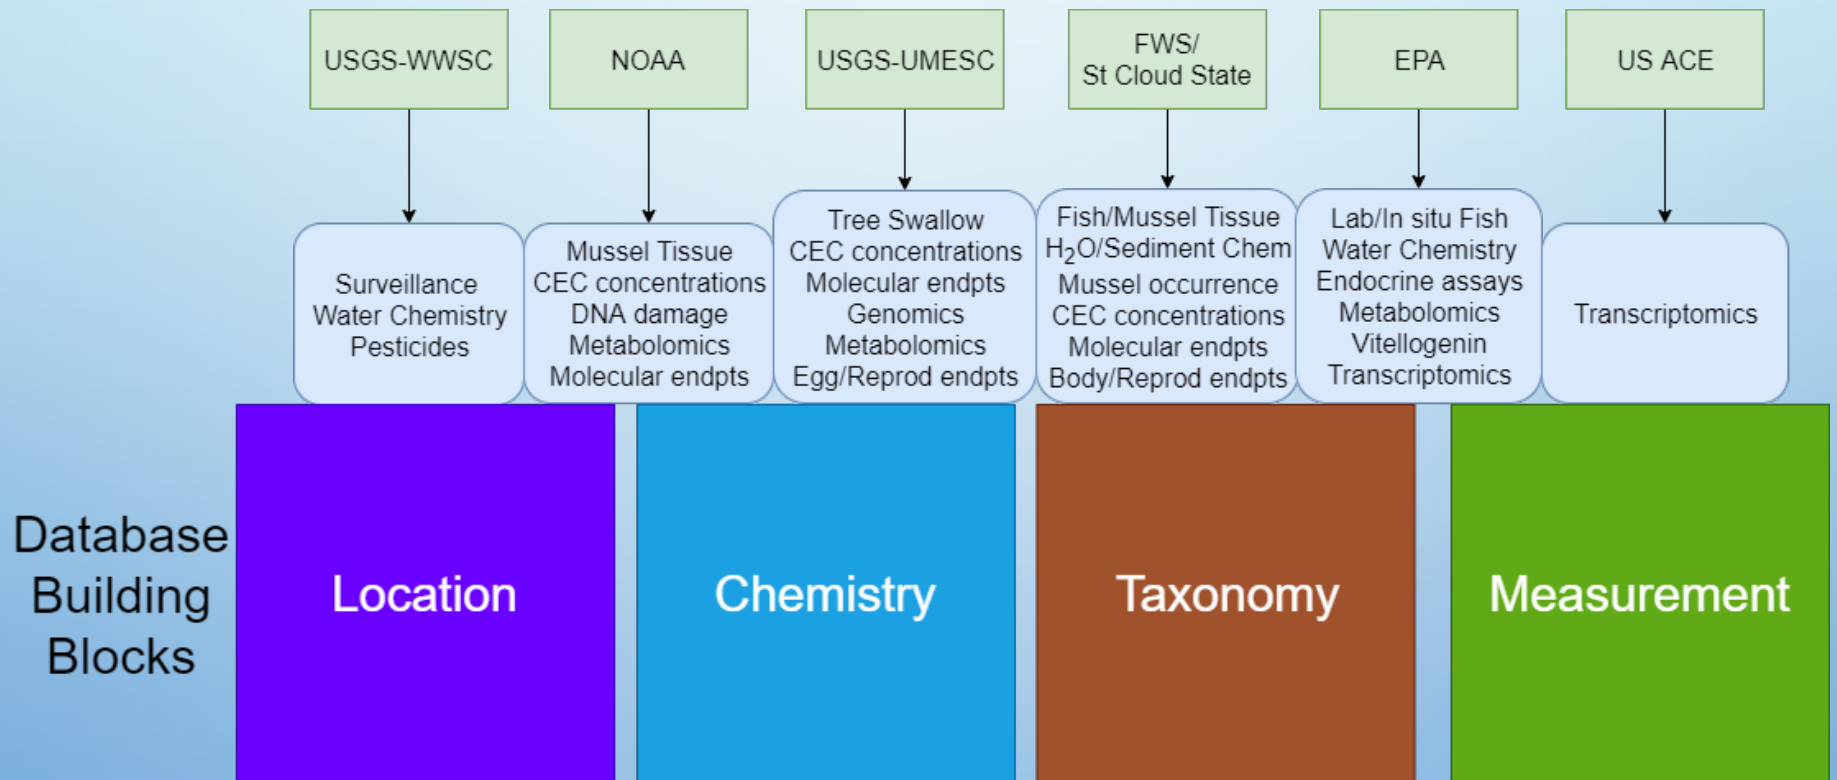 USGS-WWSC
NOAA
USGS-UMESC
FWS/
St Cloud State
EPA
US ACE
Surveillance
Water Chemistry
Pesticides
Mussel Tissue
CEC concentrations
DNA damage
Metabolomics
Molecular endpts
Tree Swallow
CEC concentrations
Molecular endpts
Genomics
Metabolomics
Egg/Reprod endpts
Fish/Mussel Tissue
H₂O/Sediment Chem
Mussel occurrence
CEC concentrations
Molecular endpts
Body/Reprod endpts
Lab/In situ Fish
Water Chemistry
Endocrine assays
Metabolomics
Vitellogenin
Transcriptomics
Transcriptomics
Database
Building
Blocks
Location
Chemistry
Taxonomy
Measurement